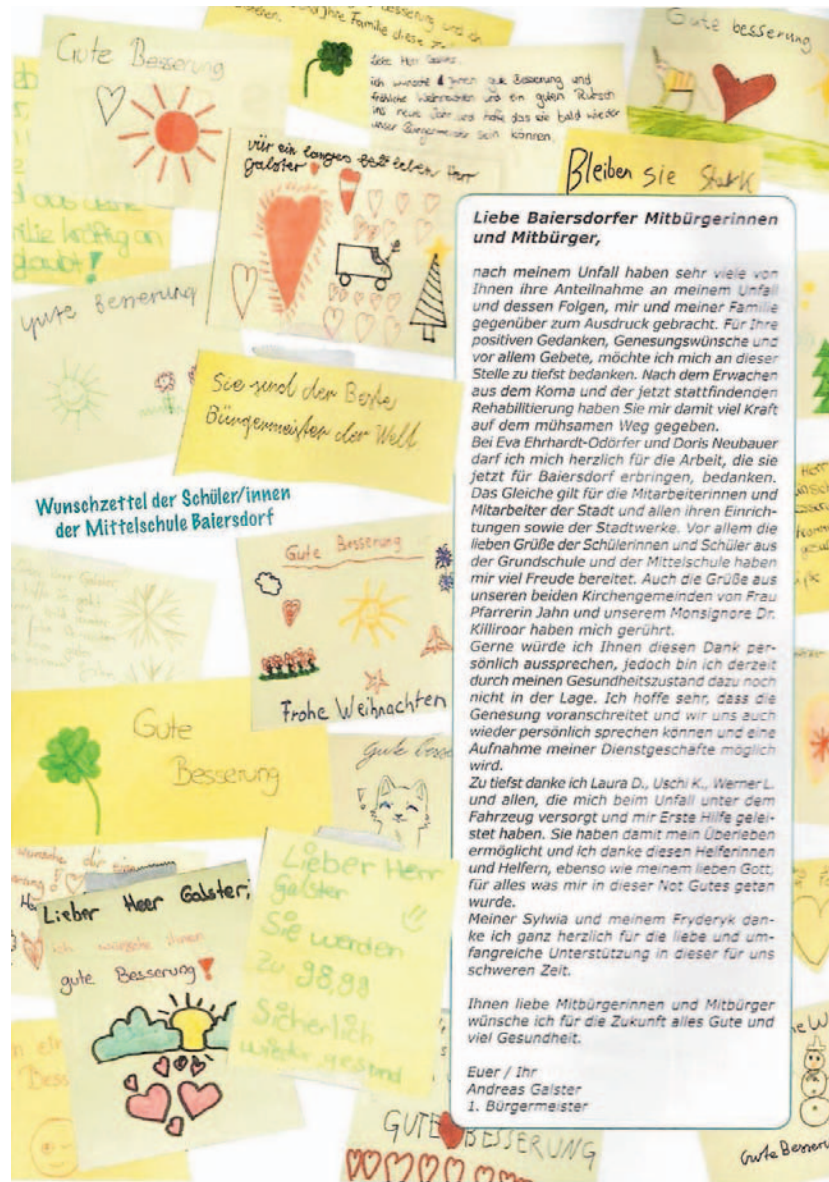 Gute Besserung
Liebe Herr Galster,
ich wünsche Ihnen gute Besserung und
fröhliche Weihnachten und ein guten Rutsch
ins neue Jahr und hoffe das sie bald wieder
unser Bürgermeister sein können.
Gute besserung
Bleiben sie Stark
vür ein langes leben Herr
Galster
gute Besserung
Sie sind der Beste
Bürgermeister der Welt
Wunschzettel der Schüler/innen
der Mittelschule Baiersdorf
Gute Besserung
Frohe Weihnachten
Gute
Besserung
Gute
Lieber Heer Galster,
ich wünsche ihnen
gute Besserung
Lieber Herr
Galster
Sie werden
zu 98,98
Sicherlich
wieder gesund
GUTE BESSERUNG
Liebe Baiersdorfer Mitbürgerinnen
und Mitbürger,
nach meinem Unfall haben sehr viele von
Ihnen ihre Anteilnahme an meinem Unfall
und dessen Folgen, mir und meiner Familie
gegenüber zum Ausdruck gebracht. Für Ihre
positiven Gedanken, Genesungswünsche und
vor allem Gebete, möchte ich mich an dieser
Stelle zu tiefst bedanken. Nach dem Erwachen
aus dem Koma und der jetzt stattfindenden
Rehabilitierung haben Sie mir damit viel Kraft
auf dem mühsamen Weg gegeben.
Bei Eva Ehrhardt-Odörfer und Doris Neubauer
darf ich mich herzlich für die Arbeit, die sie
jetzt für Baiersdorf erbringen, bedanken.
Das Gleiche gilt für die Mitarbeiterinnen und
Mitarbeiter der Stadt und allen ihren Einrich-
tungen sowie der Stadtwerke. Vor allem die
lieben Grüße der Schülerinnen und Schüler aus
der Grundschule und der Mittelschule haben
mir viel Freude bereitet. Auch die Grüße aus
unseren beiden Kirchengemeinden von Frau
Pfarrerin Jahn und unserem Monsignore Dr.
Killiroor haben mich gerührt.
Gerne würde ich Ihnen diesen Dank per-
sönlich aussprechen, jedoch bin ich derzeit
durch meinen Gesundheitszustand dazu noch
nicht in der Lage. Ich hoffe sehr, dass die
Genesung voranschreitet und wir uns auch
wieder persönlich sprechen können und eine
Aufnahme meiner Dienstgeschäfte möglich
wird.
Zu tiefst danke ich Laura D., Uschi K., Werner L.
und allen, die mich beim Unfall unter dem
Fahrzeug versorgt und mir Erste Hilfe gelei-
stet haben. Sie haben damit mein Überleben
ermöglicht und ich danke diesen Helferinnen
und Helfern, ebenso wie meinem lieben Gott,
für alles was mir in dieser Not Gutes getan
wurde.
Meiner Sylwia und meinem Fryderyk dan-
ke ich ganz herzlich für die liebe und um-
fangreiche Unterstützung in dieser für uns
schweren Zeit.
Ihnen liebe Mitbürgerinnen und Mitbürger
wünsche ich für die Zukunft alles Gute und
viel Gesundheit.
Euer / Ihr
Andreas Galster
1. Bürgermeister